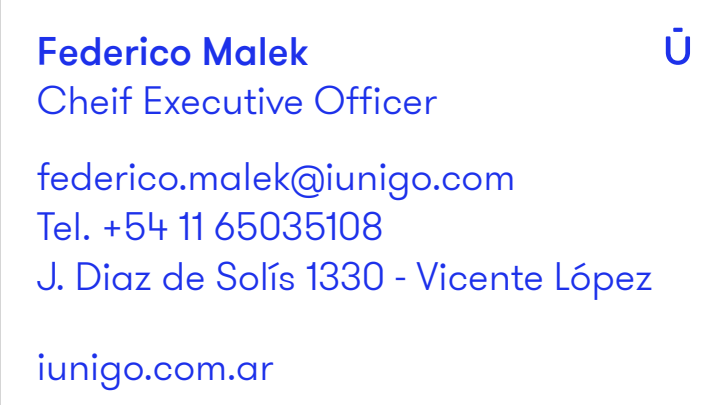 Federico Malek
Ū
Cheif Executive Officer
federico.malek@iunigo.com
Tel. +54 11 65035108
J. Diaz de Solís 1330 - Vicente López
iunigo.com.ar